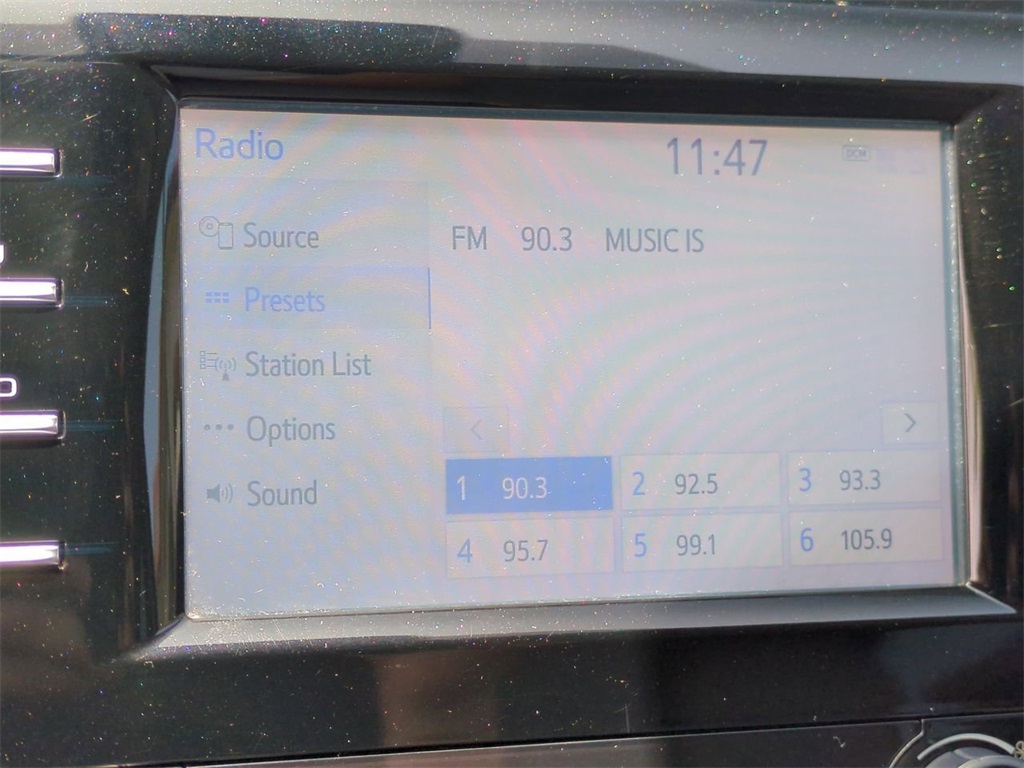 Radio 11:47 DCM
Source
FM 90.3 MUSIC IS
Presets
Station List
Options
<
>
Sound
1 90.3 2 92.5 3 93.3
4 95.7 5 99.1 6 105.9